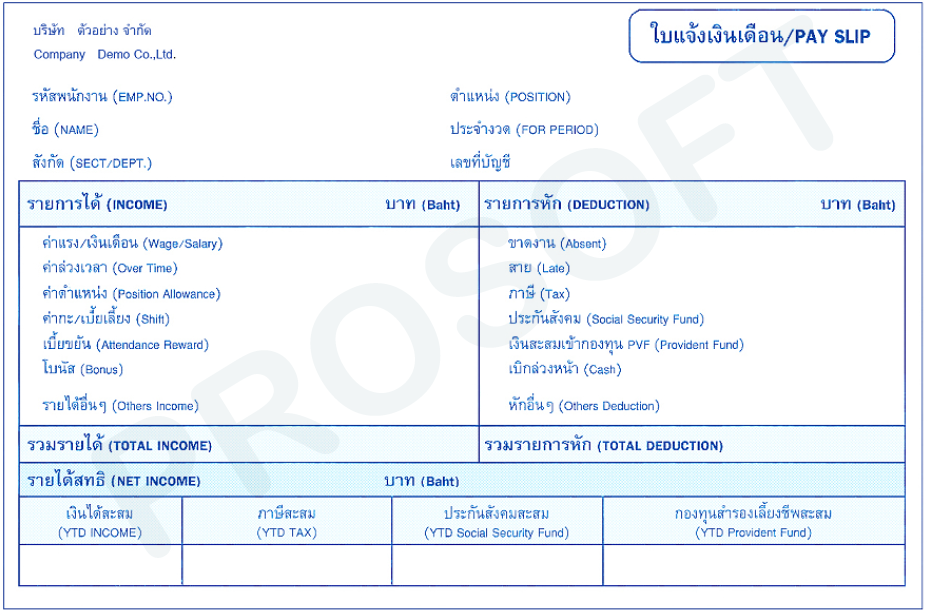 บริษัท ตัวอย่าง จำกัด
Company Demo Co.,Ltd.
ใบแจ้งเงินเดือน/PAY SLIP
รหัสพนักงาน (EMP.NO.)
ตำแหน่ง (POSITION)
ชื่อ (NAME)
ประจำงวด (FOR PERIOD)
สังกัด (SECT/DEPT.)
เลขที่บัญชี
รายการได้ (INCOME) บาท (Baht) รายการหัก (DEDUCTION) บาท (Baht)
ค่าแรง/เงินเดือน (Wage/Salary)
ค่าล่วงเวลา (Over Time)
ค่าตำแหน่ง (Position Allowance)
ค่ากะ/เบี้ยเลี้ยง (Shift)
เบี้ยขยัน (Attendance Reward)
โบนัส (Bonus)
รายได้อื่นๆ (Others Income)
ขาดงาน (Absent)
สาย (Late)
ภาษี (Tax)
ประกันสังคม (Social Security Fund)
เงินสะสมเข้ากองทุน PVF (Provident Fund)
เบิกล่วงหน้า (Cash)
หักอื่นๆ (Others Deduction)
รวมรายได้ (TOTAL INCOME) รวมรายการหัก (TOTAL DEDUCTION)
รายได้สุทธิ (NET INCOME) บาท (Baht)
เงินได้สะสม
(YTD INCOME)
ภาษีสะสม
(YTD TAX)
ประกันสังคมสะสม
(YTD Social Security Fund)
กองทุนสำรองเลี้ยงชีพสะสม
(YTD Provident Fund)
PROSOFT